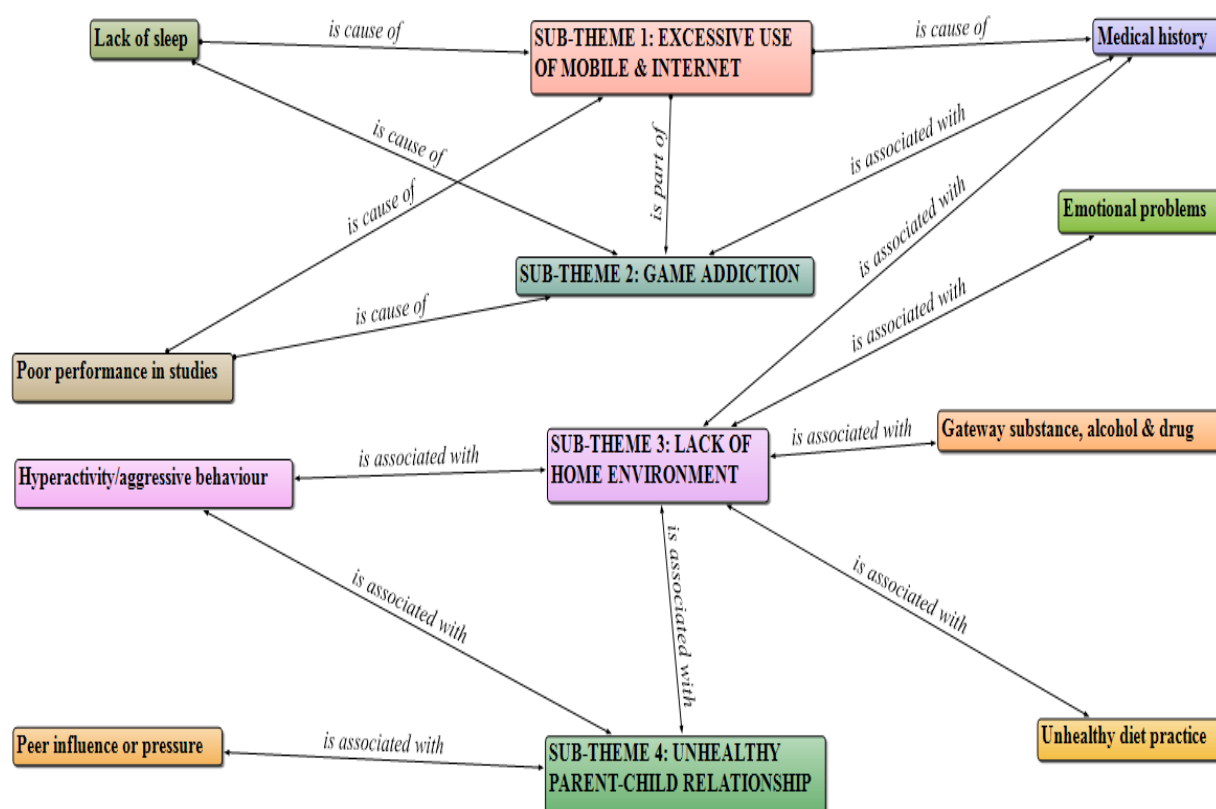 Lack of sleep
is cause of
SUB-THEME 1: EXCESSIVE USE
OF MOBILE & INTERNET
is cause of
Medical history
is cause of
is cause of
is part of
is associated with
is associated with
Emotional problems
SUB-THEME 2: GAME ADDICTION
is cause of
is associated with
Poor performance in studies
SUB-THEME 3: LACK OF
HOME ENVIRONMENT
is associated with
Gateway substance, alcohol & drug
Hyperactivity/aggressive behaviour
is associated with
is associated with
is associated with
is associated with
Peer influence or pressure
is associated with
SUB-THEME 4: UNHEALTHY
PARENT-CHILD RELATIONSHIP
Unhealthy diet practice